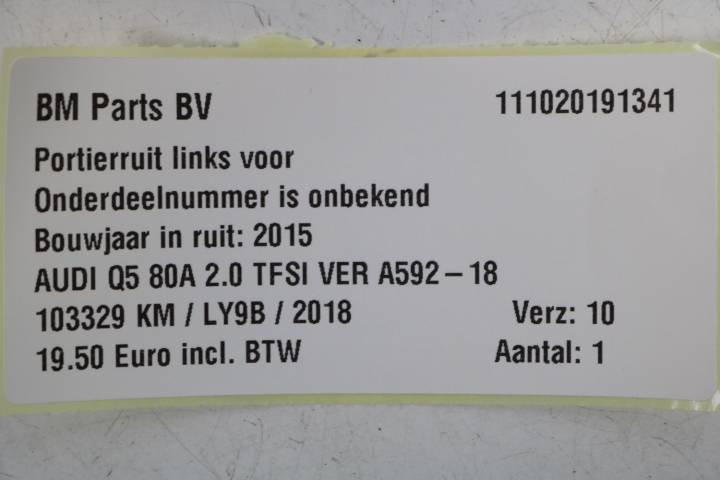 BM Parts BV 111020191341
Portierruit links voor
Onderdeelnummer is onbekend
Bouwjaar in ruit: 2015
AUDI Q5 80A 2.0 TFSI VER A592-18
103329 KM / LY9B / 2018 Verz: 10
19.50 Euro incl. BTW Aantal: 1